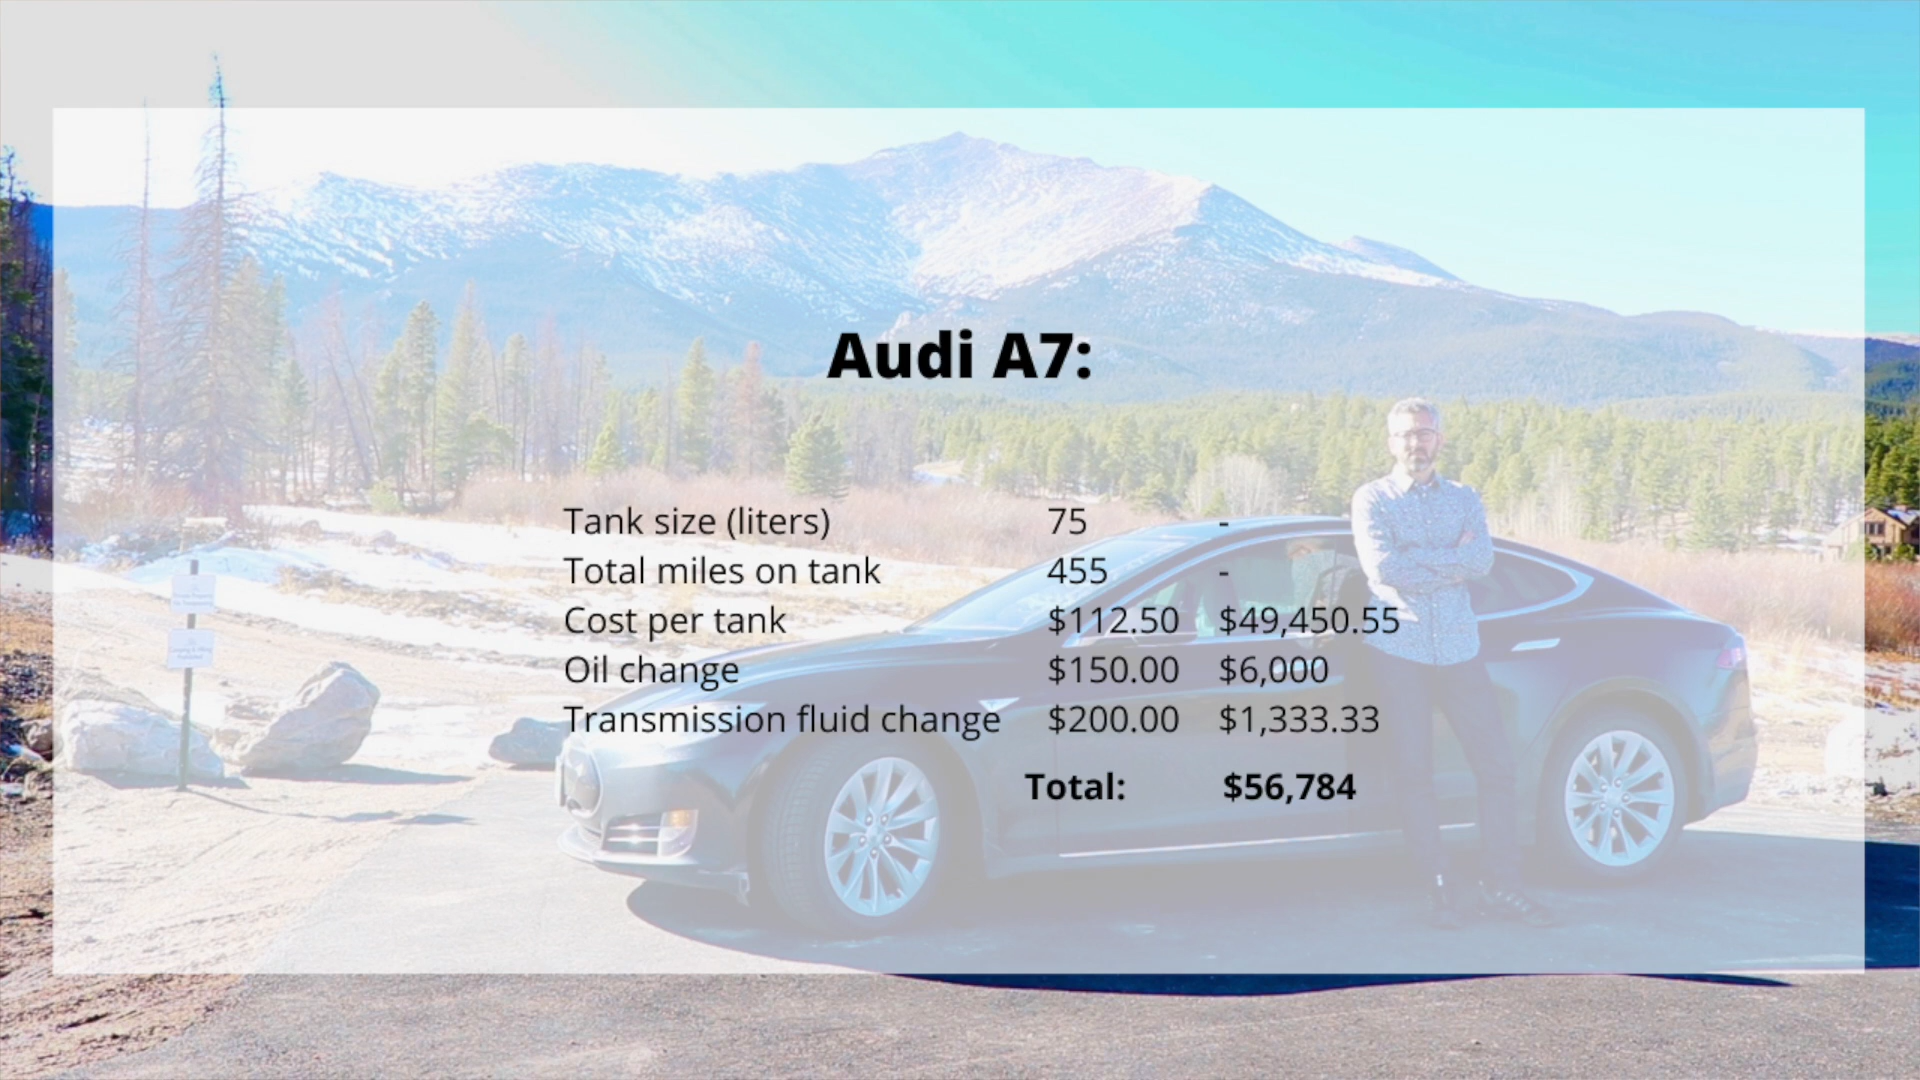 Audi A7:
Tank size (liters) 75 -
Total miles on tank 455 -
Cost per tank $112.50 $49,450.55
Oil change $150.00 $6,000
Transmission fluid change $200.00 $1,333.33
Total: $56,784